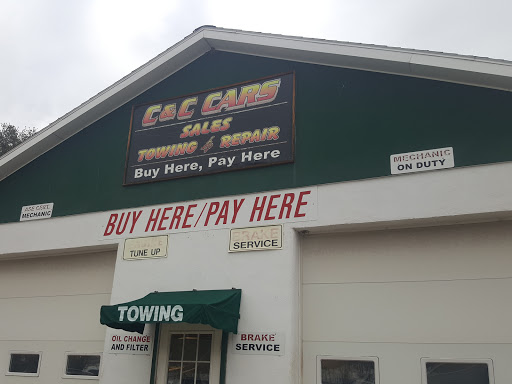 C & C CARS
SALES
TOWING & REPAIR
Buy Here, Pay Here
MECHANIC
ON DUTY
MECHANIC
BUY HERE/PAY HERE
TUNE UP
BRAKE
SERVICE
TOWING
OIL CHANGE
AND FILTER
BRAKE
SERVICE